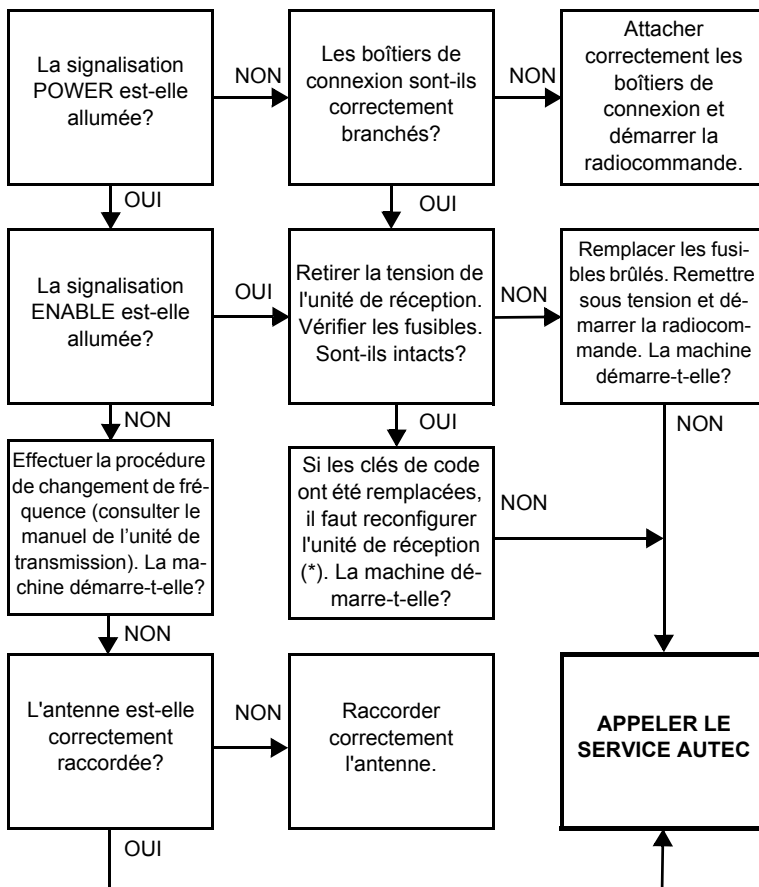 La signalisation
POWER est-elle
allumée?
NON
Les boîtiers de
connexion sont-ils
correctement
branchés?
NON
Attacher
correctement les
boîtiers de
connexion et
démarrer la
radiocommande.
OUI
OUI
La signalisation
ENABLE est-elle
allumée?
OUI
Retirer la tension de
l'unité de réception.
Vérifier les fusibles.
Sont-ils intacts?
NON
Remplacer les fusi-
bles brûlés. Remettre
sous tension et dé-
marrer la radiocom-
mande. La machine
démarre-t-elle?
NON
OUI
NON
Effectuer la procédure
de changement de fré-
quence (consulter le
manuel de l’unité de
transmission). La ma-
chine démarre-t-elle?
Si les clés de code
ont été remplacées,
il faut reconfigurer
l'unité de réception
(*). La machine dé-
marre-t-elle?
NON
NON
L'antenne est-elle
correctement
raccordée?
NON
Raccorder
correctement
l'antenne.
APPELER LE
SERVICE AUTEC
OUI